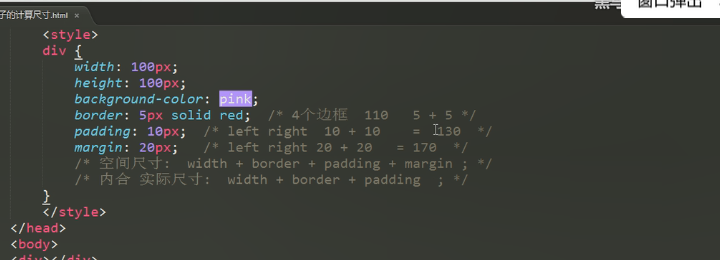 窗口弹出
子的计算尺寸.html ×
<style>
div {
width: 100px;
height: 100px;
background-color: pink;
border: 5px solid red; /* 4个边框 110 5 + 5 */
padding: 10px; /* left right 10 + 10 = 130 */
margin: 20px; /* left right 20 + 20 = 170 */
/* 空间尺寸: width + border + padding + margin ; */
/* 内合 实际尺寸: width + border + padding ; */
}
</style>
</head>
<body>
<div></div>